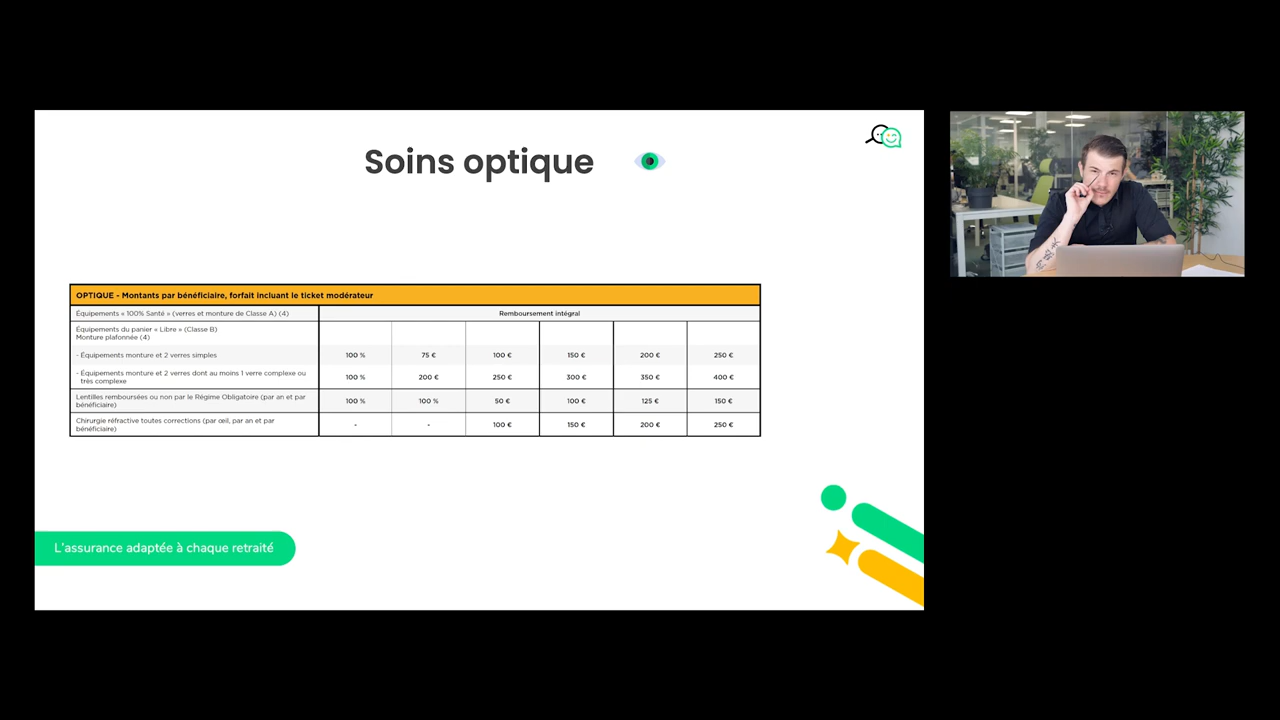 Soins optique
OPTIQUE - Montants par bénéficiaire, forfait incluant le ticket modérateur
Équipements « 100% Santé » (verres et monture de Classe A) (4) Remboursement intégral
Équipements du panier « Libre » (Classe B)
Monture plafonnée (4)
- Équipements monture et 2 verres simples 100 % 75 € 100 € 150 € 200 € 250 €
- Équipements monture et 2 verres dont au moins 1 verre complexe ou
très complexe 100 % 200 € 250 € 300 € 350 € 400 €
Lentilles remboursées ou non par le Régime Obligatoire (par an et par
bénéficiaire) 100 % 100 % 50 € 100 € 125 € 150 €
Chirurgie réfractive toutes corrections (par œil, par an et par
bénéficiaire) - - 100 € 150 € 200 € 250 €
L'assurance adaptée à chaque retraité